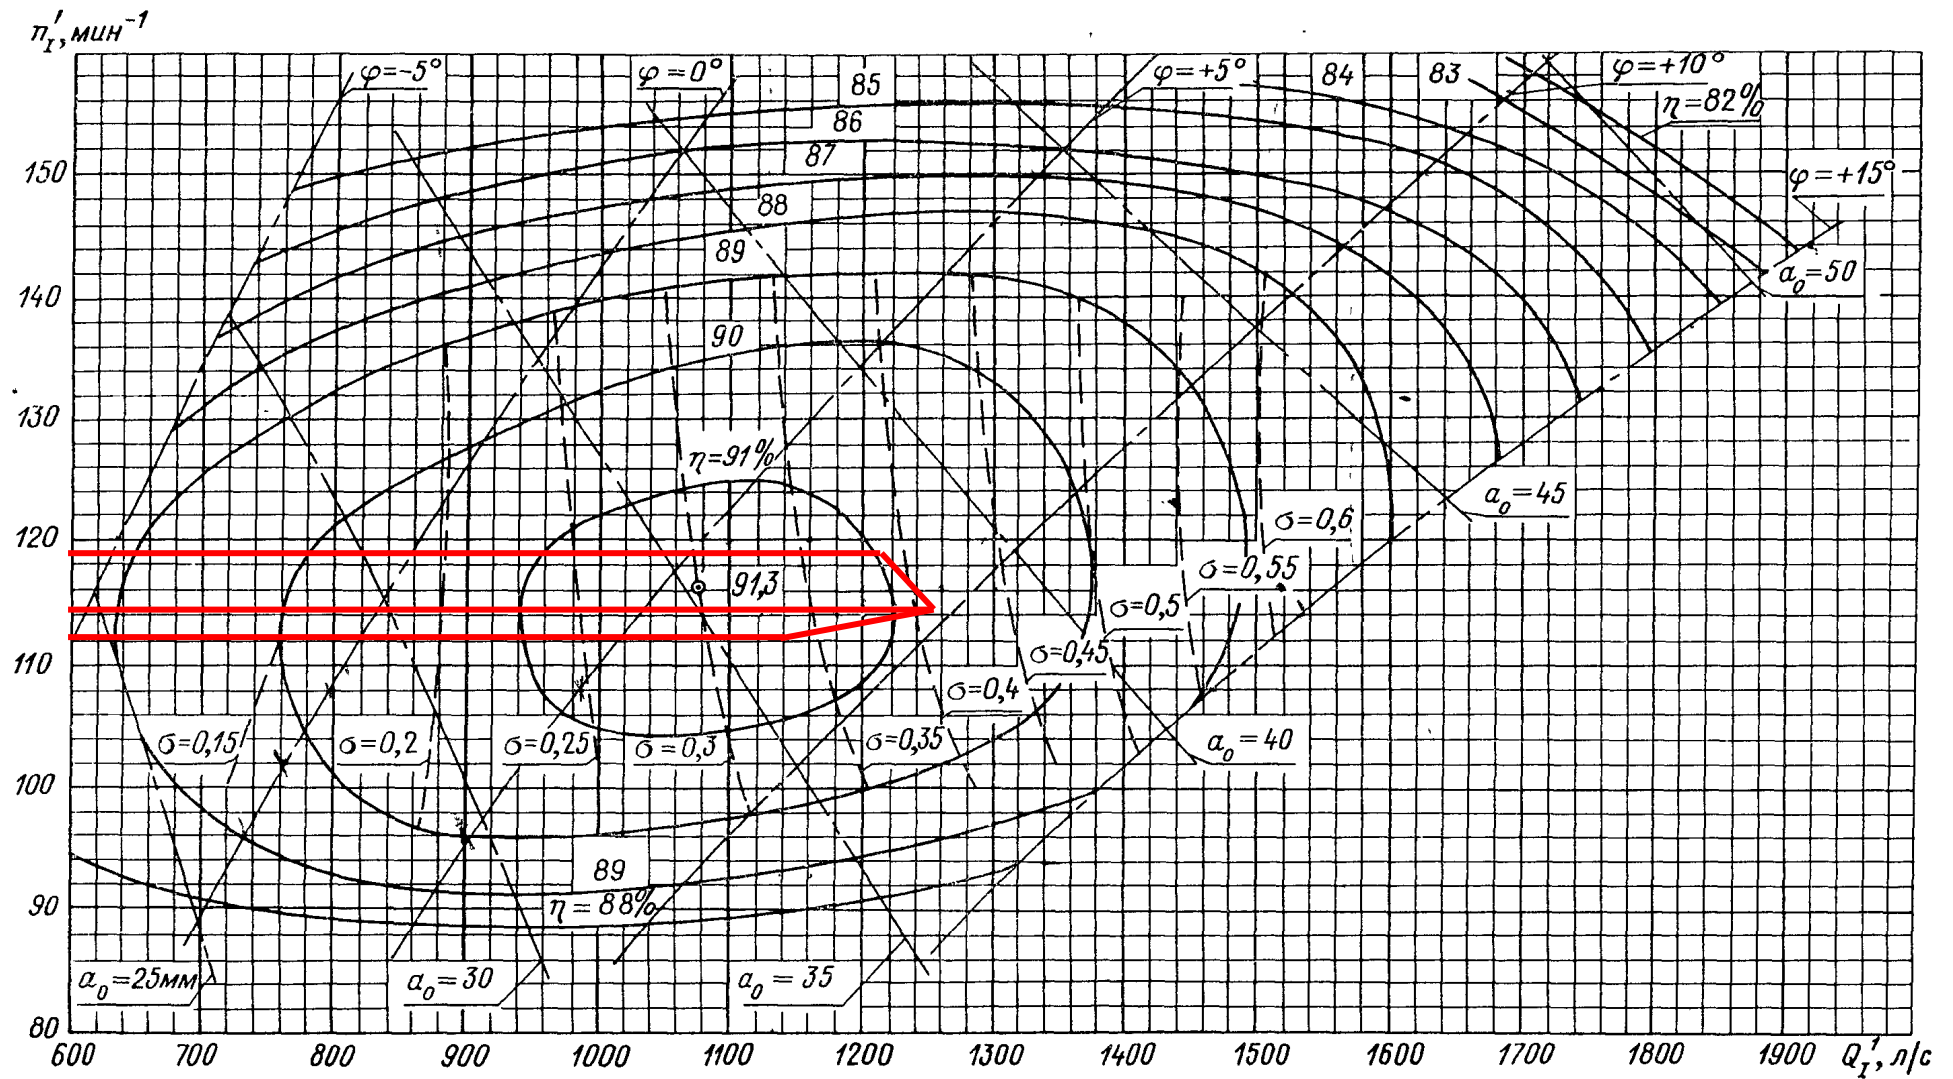 n'I, мин⁻¹
φ=-5°
φ=0°
85
φ=+5°
84
83
φ=+10°
η=82%
86
87
150
φ=+15°
88
89
a₀=50
140
90
130
η=91%
a₀=45
σ=0,6
120
σ=0,55
91,3
σ=0,5
110
σ=0,45
σ=0,4
σ=0,15
σ=0,2
σ=0,25
σ=0,3
σ=0,35
a₀=40
100
89
η=88%
90
a₀=25мм
a₀=30
a₀=35
80
600 700 800 900 1000 1100 1200 1300 1400 1500 1600 1700 1800 1900 Q'I, л/с